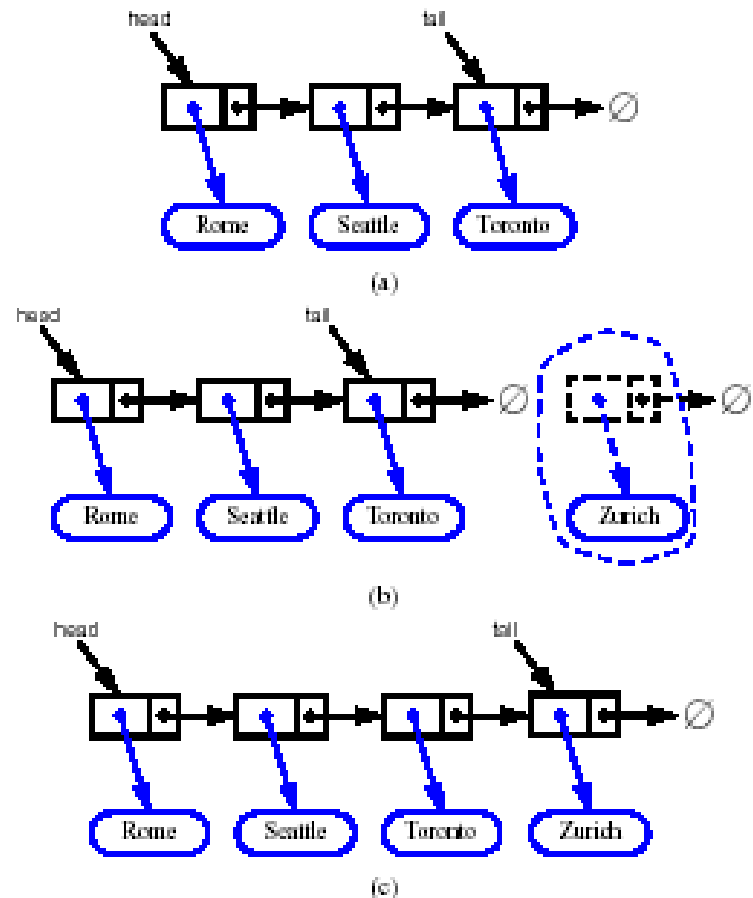 head tail
∅
Rome Seattle Toronto
(a)
head tail
∅ ∅
Rome Seattle Toronto Zurich
(b)
head tail
∅
Rome Seattle Toronto Zurich
(c)